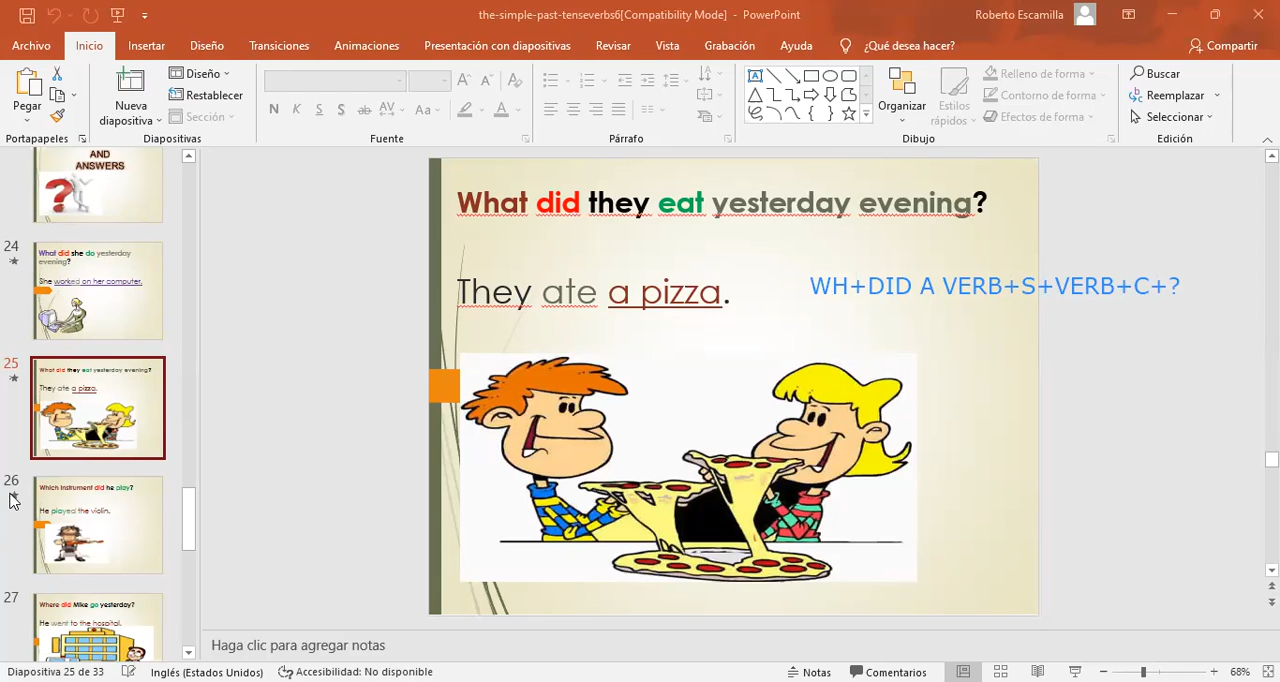 the-simple-past-tenseverbs6[Compatibility Mode] - PowerPoint
Roberto Escamilla
Archivo Inicio Insertar Diseño Transiciones Animaciones Presentación con diapositivas Revisar Vista Grabación Ayuda ¿Qué desea hacer? Compartir
Pegar
Nueva diapositiva
Diseño
Restablecer
Sección
N K S S ab AV Aa A
Organizar
Estilos rápidos
Relleno de forma
Contorno de forma
Efectos de forma
Buscar
Reemplazar
Seleccionar
Portapapeles Diapositivas Fuente Párrafo Dibujo Edición
AND
ANSWERS
24
What did she do yesterday
evening?
She worked on her computer.
25
What did they eat yesterday evening?
They ate a pizza.
26
Which instrument did he play?
He played the violin.
27
Where did Mike go yesterday?
He went to the hospital.
What did they eat yesterday evening?
They ate a pizza.
WH+DID A VERB+S+VERB+C+?
Haga clic para agregar notas
Diapositiva 25 de 33 Inglés (Estados Unidos) Accesibilidad: No disponible Notas Comentarios 68%